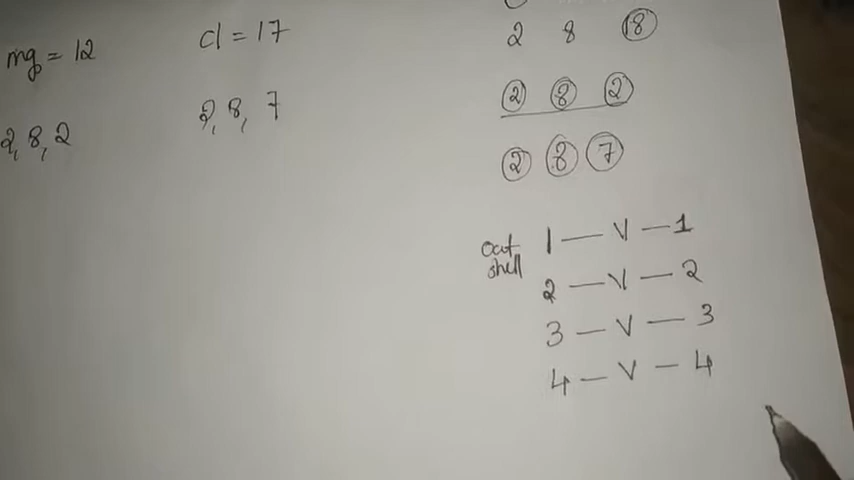 mg = 12
2, 8, 2
cl = 17
2, 8, 7
2 8 18
2 8 2
2 8 7
out shell
1 — V — 1
2 — V — 2
3 — V — 3
4 — V — 4